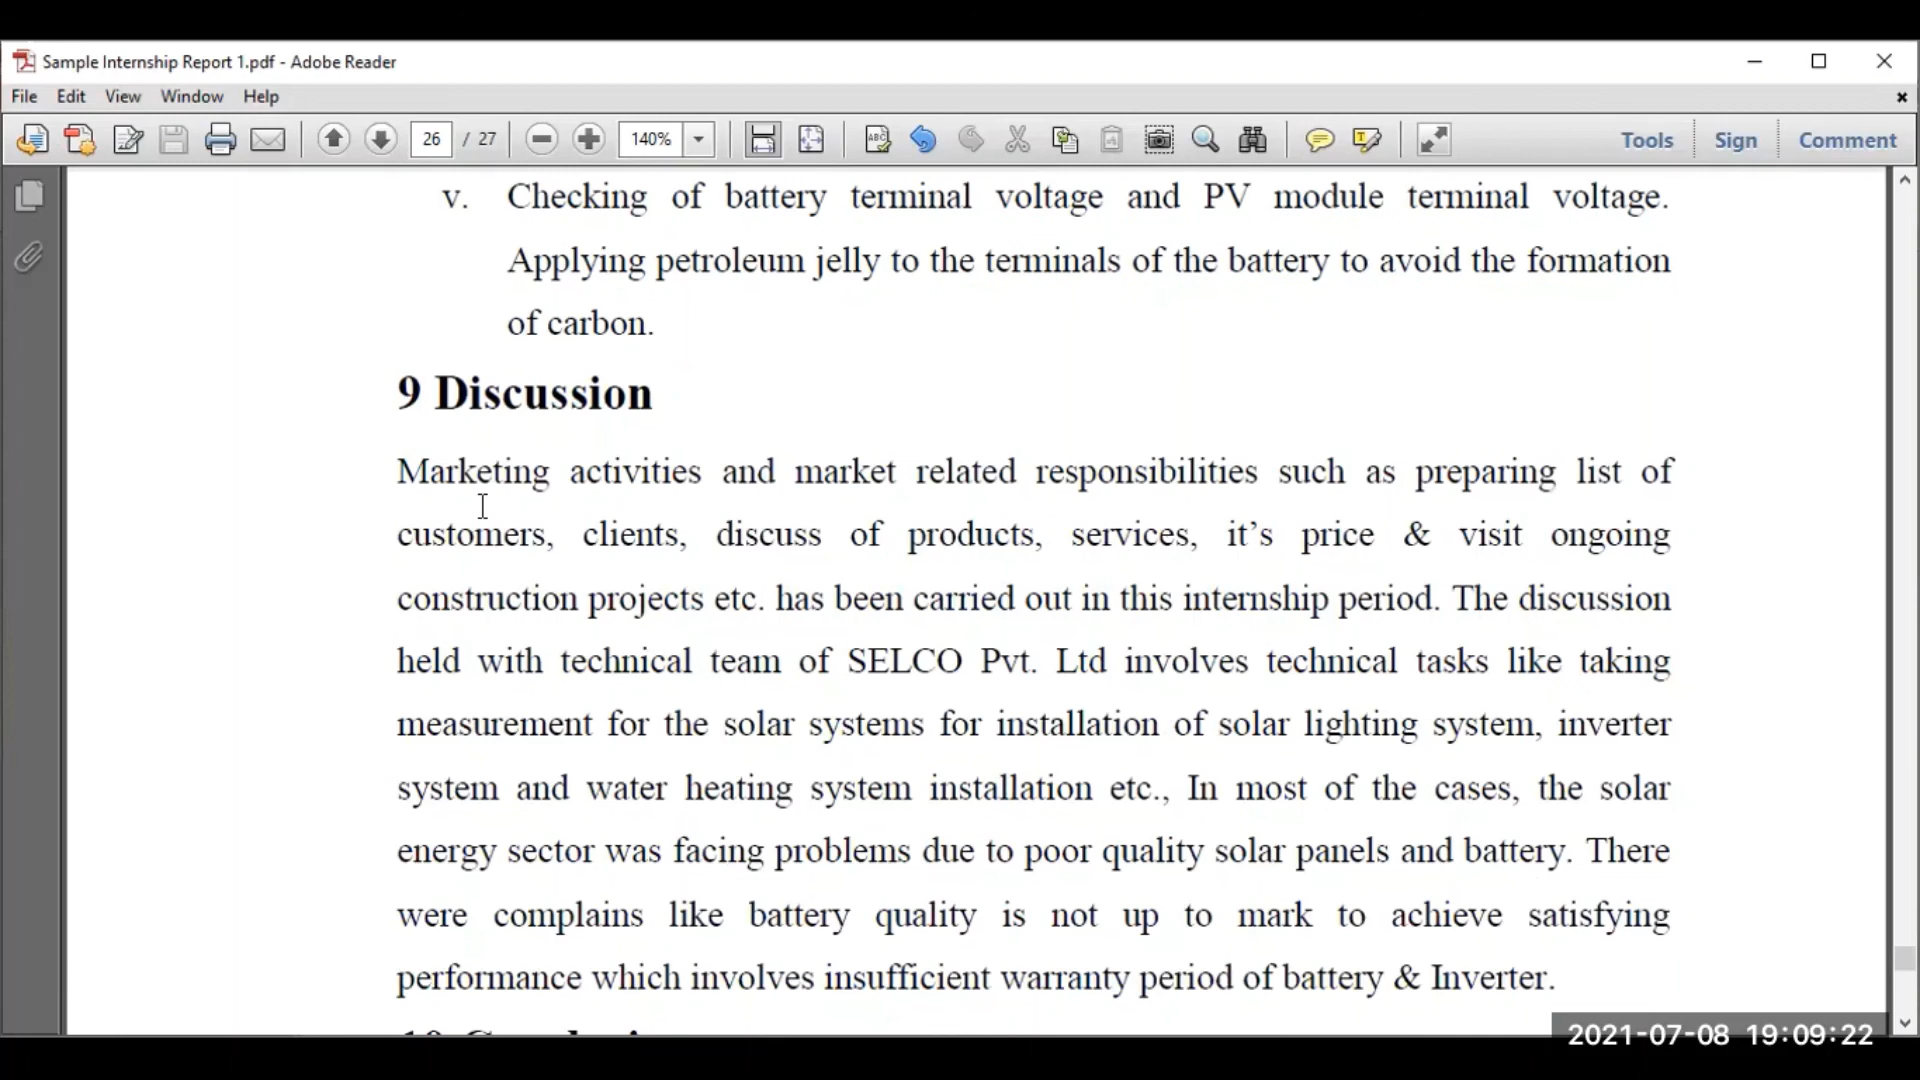 Sample Internship Report 1.pdf - Adobe Reader
File Edit View Window Help
26 / 27 140% Tools Sign Comment
v. Checking of battery terminal voltage and PV module terminal voltage.
Applying petroleum jelly to the terminals of the battery to avoid the formation
of carbon.
9 Discussion
Marketing activities and market related responsibilities such as preparing list of
customers, clients, discuss of products, services, it’s price & visit ongoing
construction projects etc. has been carried out in this internship period. The discussion
held with technical team of SELCO Pvt. Ltd involves technical tasks like taking
measurement for the solar systems for installation of solar lighting system, inverter
system and water heating system installation etc., In most of the cases, the solar
energy sector was facing problems due to poor quality solar panels and battery. There
were complains like battery quality is not up to mark to achieve satisfying
performance which involves insufficient warranty period of battery & Inverter.
2021-07-08 19:09:22